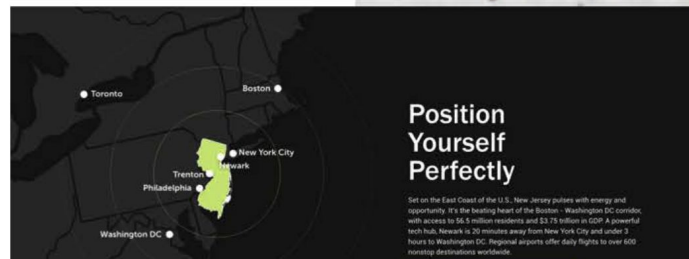 Toronto
Boston
New York City
Newark
Trenton
Philadelphia
Washington DC
Position
Yourself
Perfectly
Set on the East Coast of the U.S., New Jersey pulses with energy and
opportunity. It's the beating heart of the Boston - Washington DC corridor,
with access to 56.5 million residents and $3.75 trillion in GDP. A powerful
tech hub, Newark is 20 minutes away from New York City and under 3
hours to Washington DC. Regional airports offer daily flights to over 600
nonstop destinations worldwide.